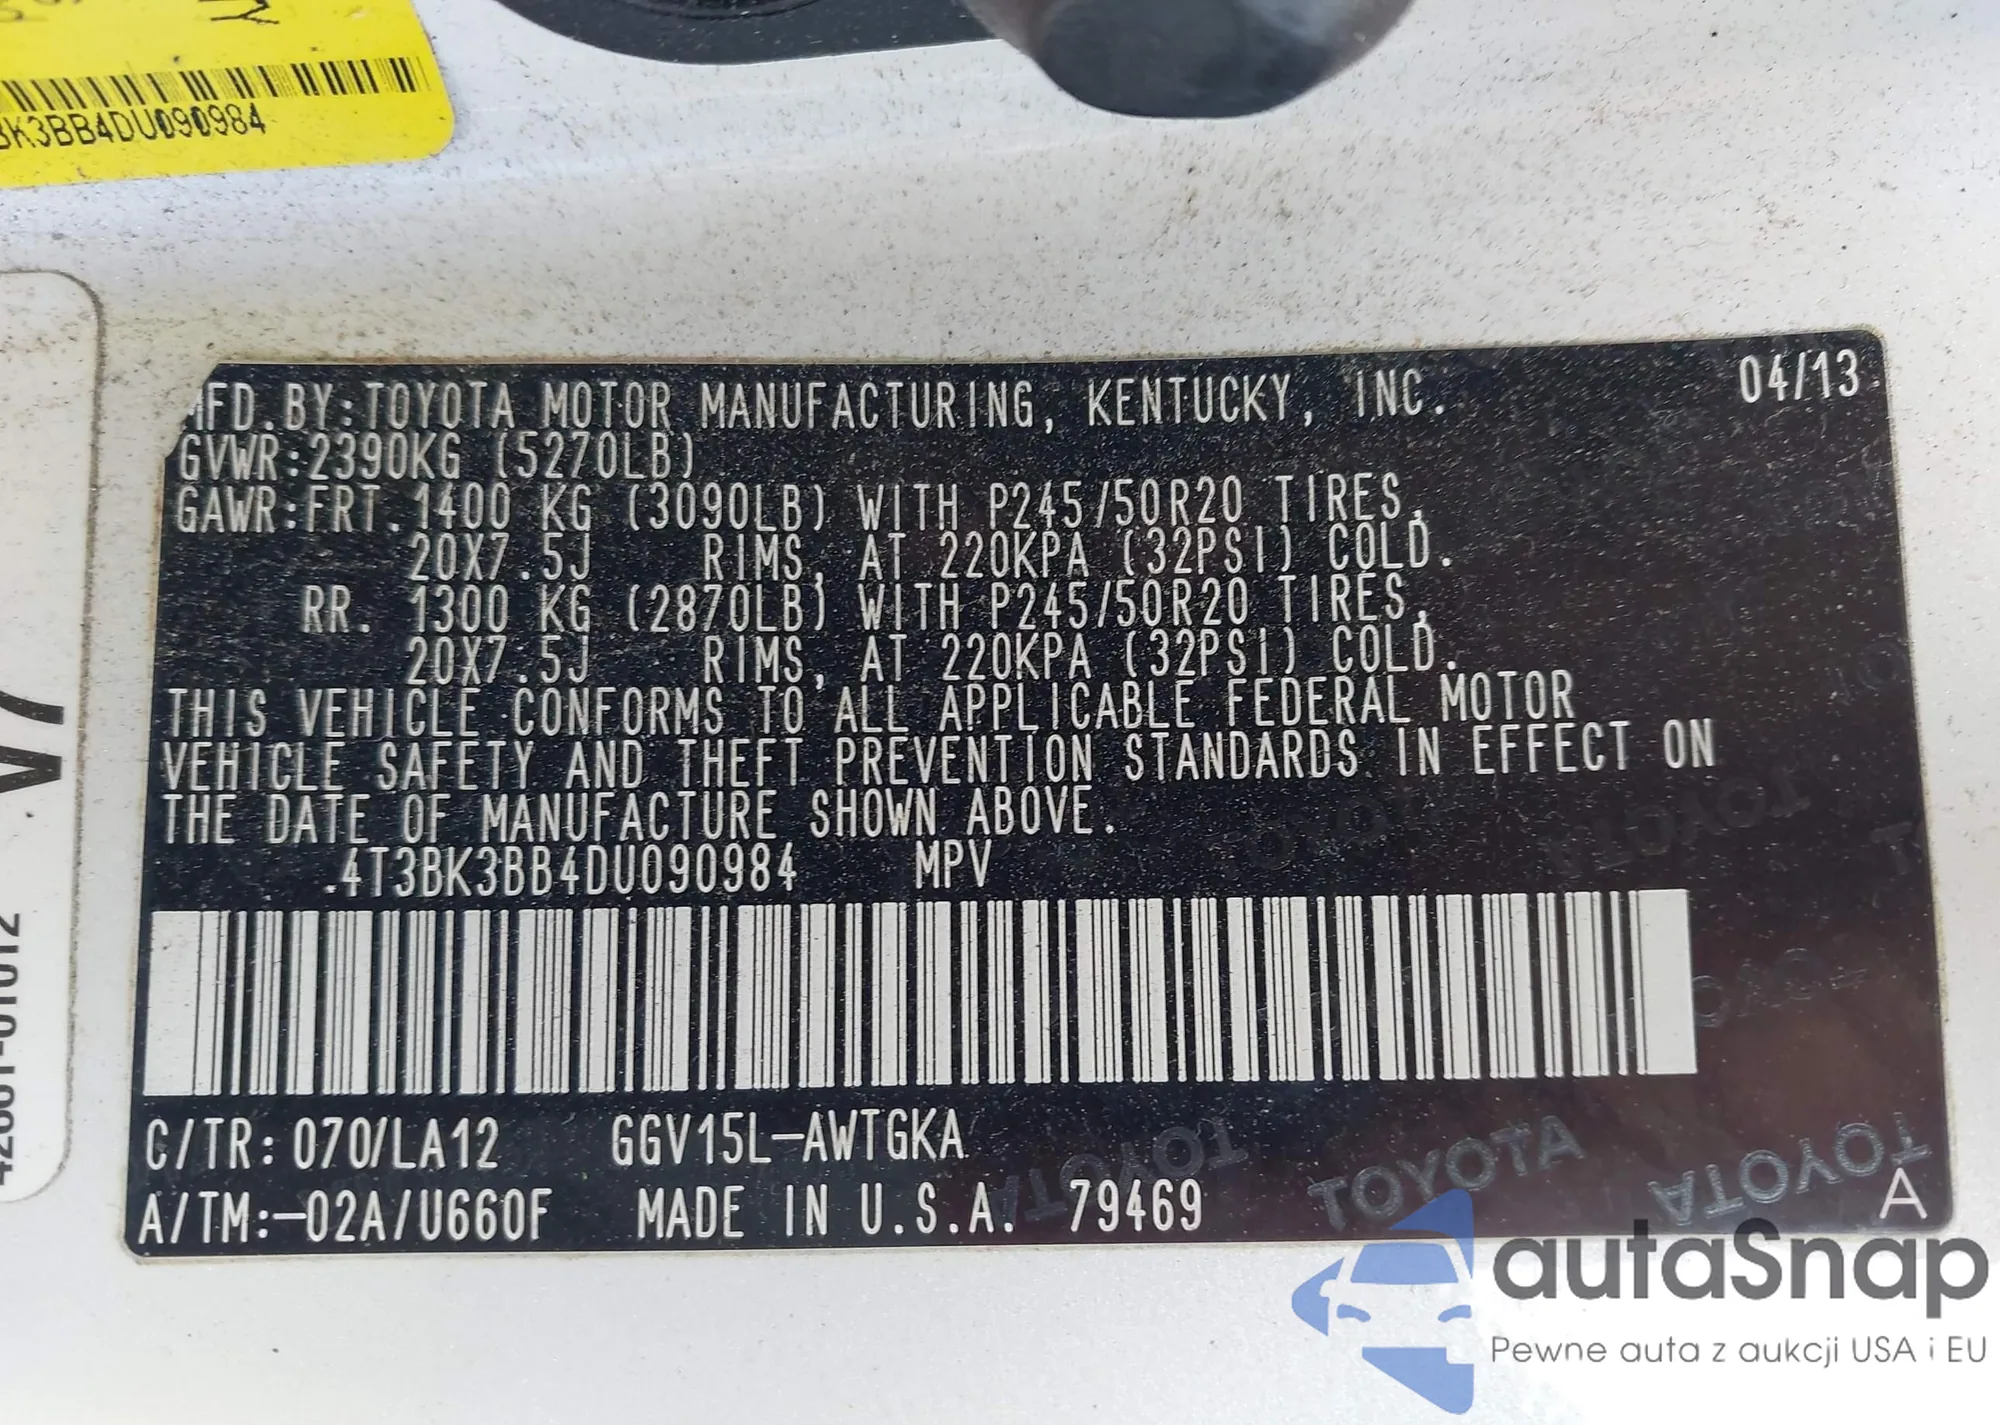 BK3BB4DU090984
MFD. BY: TOYOTA MOTOR MANUFACTURING, KENTUCKY, INC. 04/13
GVWR: 2390KG (5270LB)
GAWR: FRT. 1400 KG (3090LB) WITH P245/50R20 TIRES,
20X7.5J RIMS, AT 220KPA (32PSI) COLD.
RR. 1300 KG (2870LB) WITH P245/50R20 TIRES,
20X7.5J RIMS, AT 220KPA (32PSI) COLD.
THIS VEHICLE CONFORMS TO ALL APPLICABLE FEDERAL MOTOR
VEHICLE SAFETY AND THEFT PREVENTION STANDARDS IN EFFECT ON
THE DATE OF MANUFACTURE SHOWN ABOVE.
.4T3BK3BB4DU090984 MPV
C/TR: 070/LA12 GGV15L-AWTGKA
A/TM:-02A/U660F MADE IN U.S.A. 79469
TOYOTA TOYOTA TOYOTA
A
autaSnap
Pewne auta z aukcji USA i EU